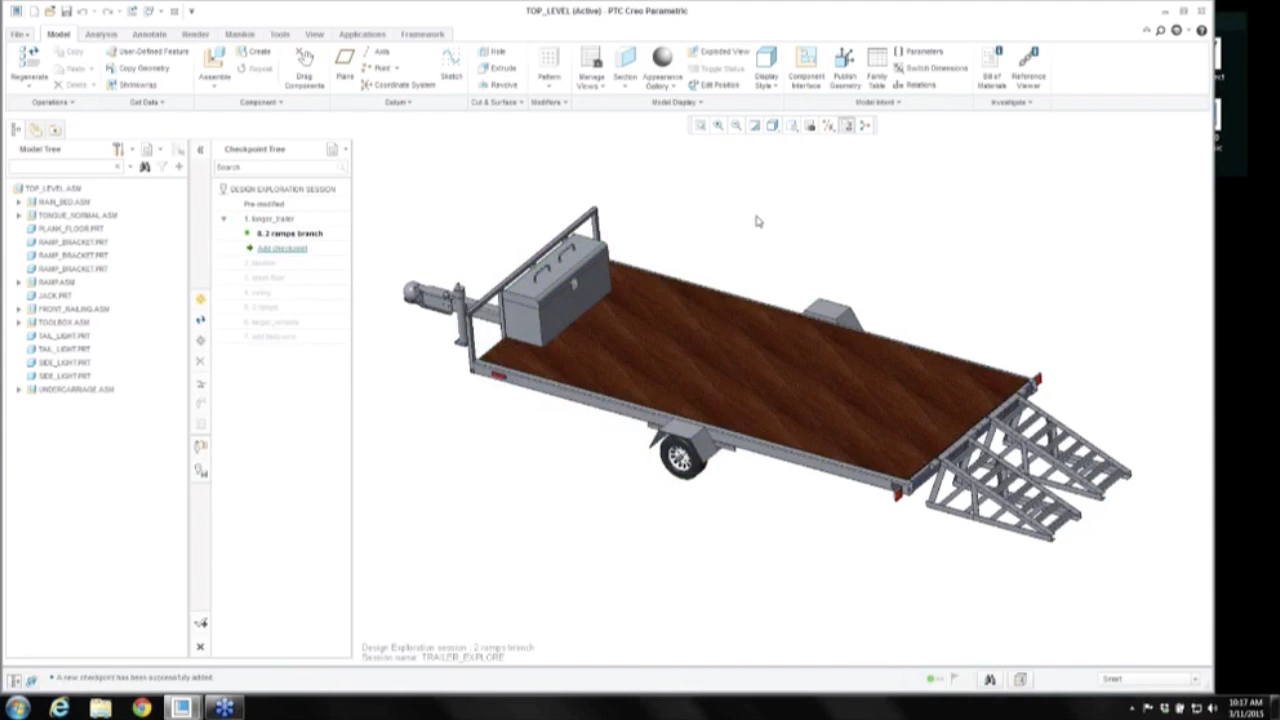 TOP_LEVEL (Active) - PTC Creo Parametric
File Model Analysis Annotate Render Manikin Tools View Applications Framework
Regenerate
Copy
Paste
Delete
User-Defined Feature
Copy Geometry
Shrinkwrap
Assemble
Create
Repeat
Drag Components
Plane
Axis
Point
Coordinate System
Sketch
Hole
Extrude
Revolve
Pattern
Manage Views
Section
Appearance Gallery
Exploded View
Toggle Status
Edit Position
Display Style
Component Interface
Publish Geometry
Family Table
Parameters
Switch Dimensions
Relations
Bill of Materials
Reference Viewer
Operations Get Data Component Datum Cut & Surface Modifiers Model Display Model Intent Investigate
Model Tree
TOP_LEVEL.ASM
MAIN_BED.ASM
TONGUE_NORMAL.ASM
PLANK_FLOOR.PRT
RAMP_BRACKET.PRT
RAMP_BRACKET.PRT
RAMP_BRACKET.PRT
RAMP.ASM
JACK.PRT
FRONT_RAILING.ASM
TOOLBOX.ASM
TAIL_LIGHT.PRT
TAIL_LIGHT.PRT
SIDE_LIGHT.PRT
SIDE_LIGHT.PRT
UNDERCARRIAGE.ASM
Checkpoint Tree
Search
DESIGN EXPLORATION SESSION
Pre-modified
1. longer_trailer
8. 2 ramps branch
Add checkpoint
5. 2 ramps
Design Exploration session : 2 ramps branch
Session name: TRAILER_EXPLORE
A new checkpoint has been successfully added.
Smart
10:17 AM
3/11/2015